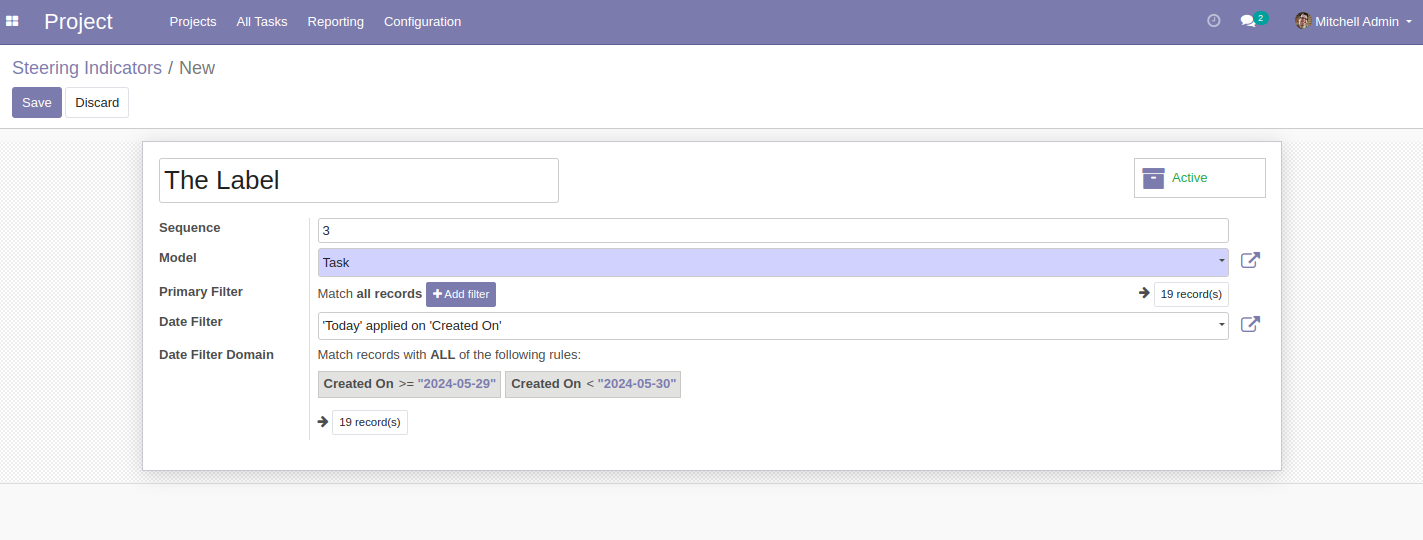 Project Projects All Tasks Reporting Configuration 2 Mitchell Admin
Steering Indicators / New
Save Discard
The Label
Active
Sequence 3
Model Task
Primary Filter Match all records Add filter 19 record(s)
Date Filter 'Today' applied on 'Created On'
Date Filter Domain Match records with ALL of the following rules:
Created On >= "2024-05-29" Created On < "2024-05-30"
19 record(s)